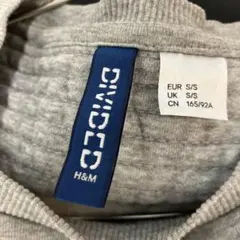 DIVIDED
H&M
EUR S/S
UK S/S
CN 165/92A